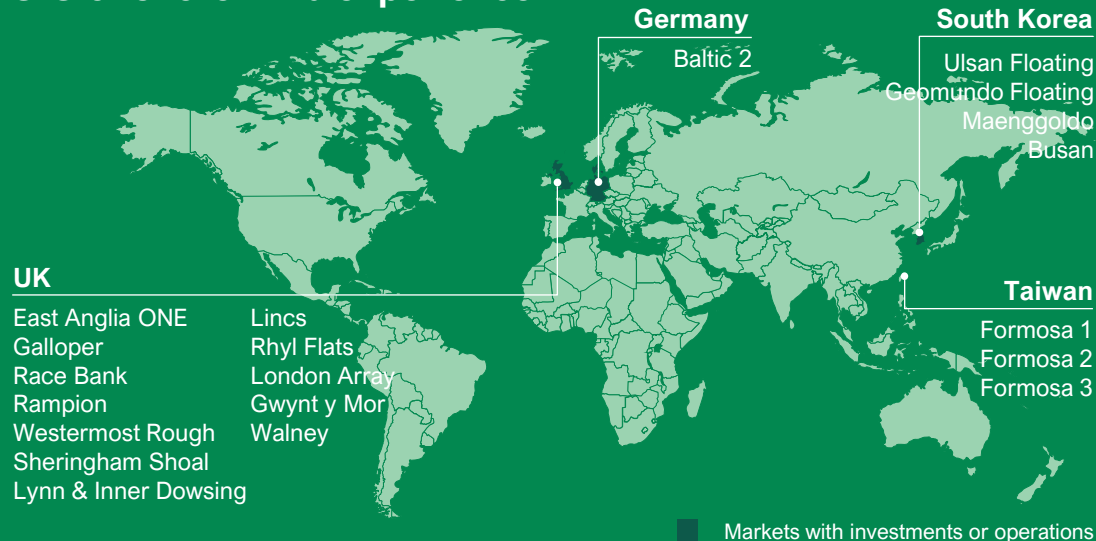 Germany
Baltic 2
South Korea
Ulsan Floating
Geomundo Floating
Maenggoldo
Busan
UK
East Anglia ONE
Galloper
Race Bank
Rampion
Westermost Rough
Sheringham Shoal
Lynn & Inner Dowsing
Lincs
Rhyl Flats
London Array
Gwynt y Mor
Walney
Taiwan
Formosa 1
Formosa 2
Formosa 3
Markets with investments or operations